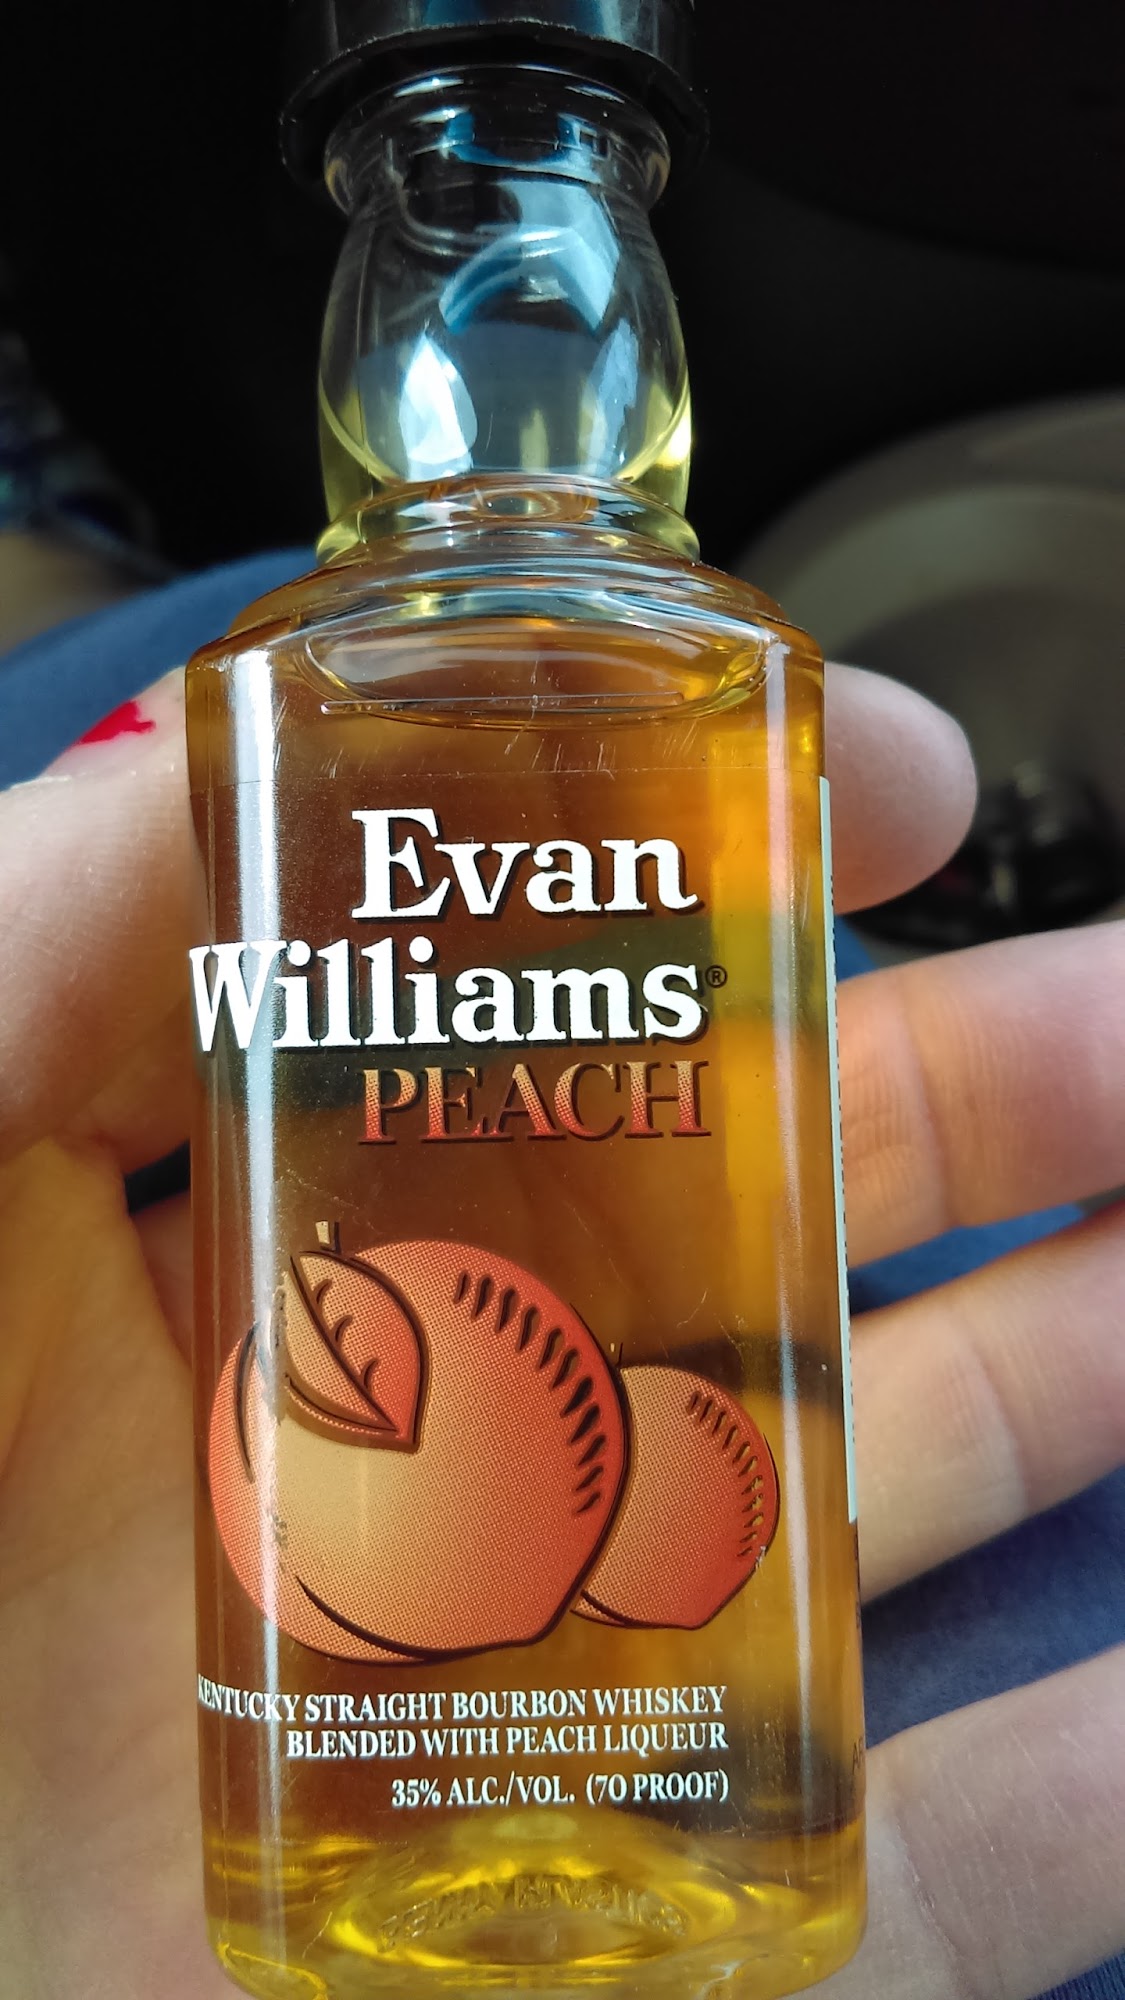 Evan
Williams®
PEACH
KENTUCKY STRAIGHT BOURBON WHISKEY
BLENDED WITH PEACH LIQUEUR
35% ALC./VOL. (70 PROOF)